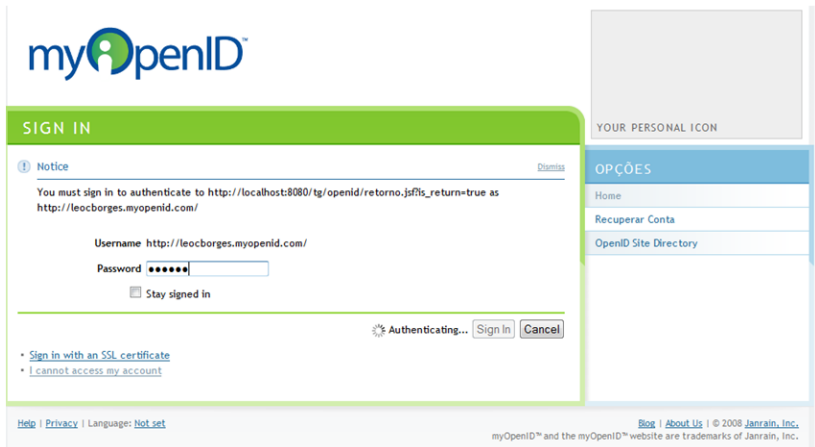 myOpenID™
YOUR PERSONAL ICON
SIGN IN
Notice
Dismiss
You must sign in to authenticate to http://localhost:8080/tg/openid/retorno.jsf?is_return=true as
http://leocborges.myopenid.com/
Username http://leocborges.myopenid.com/
Password ●●●●●●
Stay signed in
Authenticating... Sign In Cancel
• Sign in with an SSL certificate
• I cannot access my account
OPÇÕES
Home
Recuperar Conta
OpenID Site Directory
Help | Privacy | Language: Not set
Blog | About Us | © 2008 Janrain, Inc.
myOpenID™ and the myOpenID™ website are trademarks of Janrain, Inc.